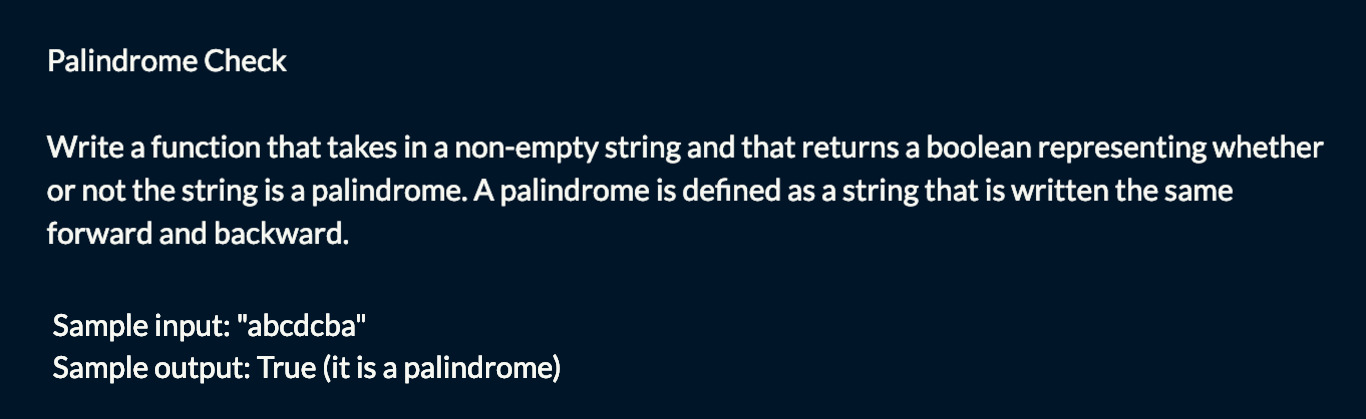 Palindrome Check
Write a function that takes in a non-empty string and that returns a boolean representing whether
or not the string is a palindrome. A palindrome is defined as a string that is written the same
forward and backward.
Sample input: "abcdcba"
Sample output: True (it is a palindrome)